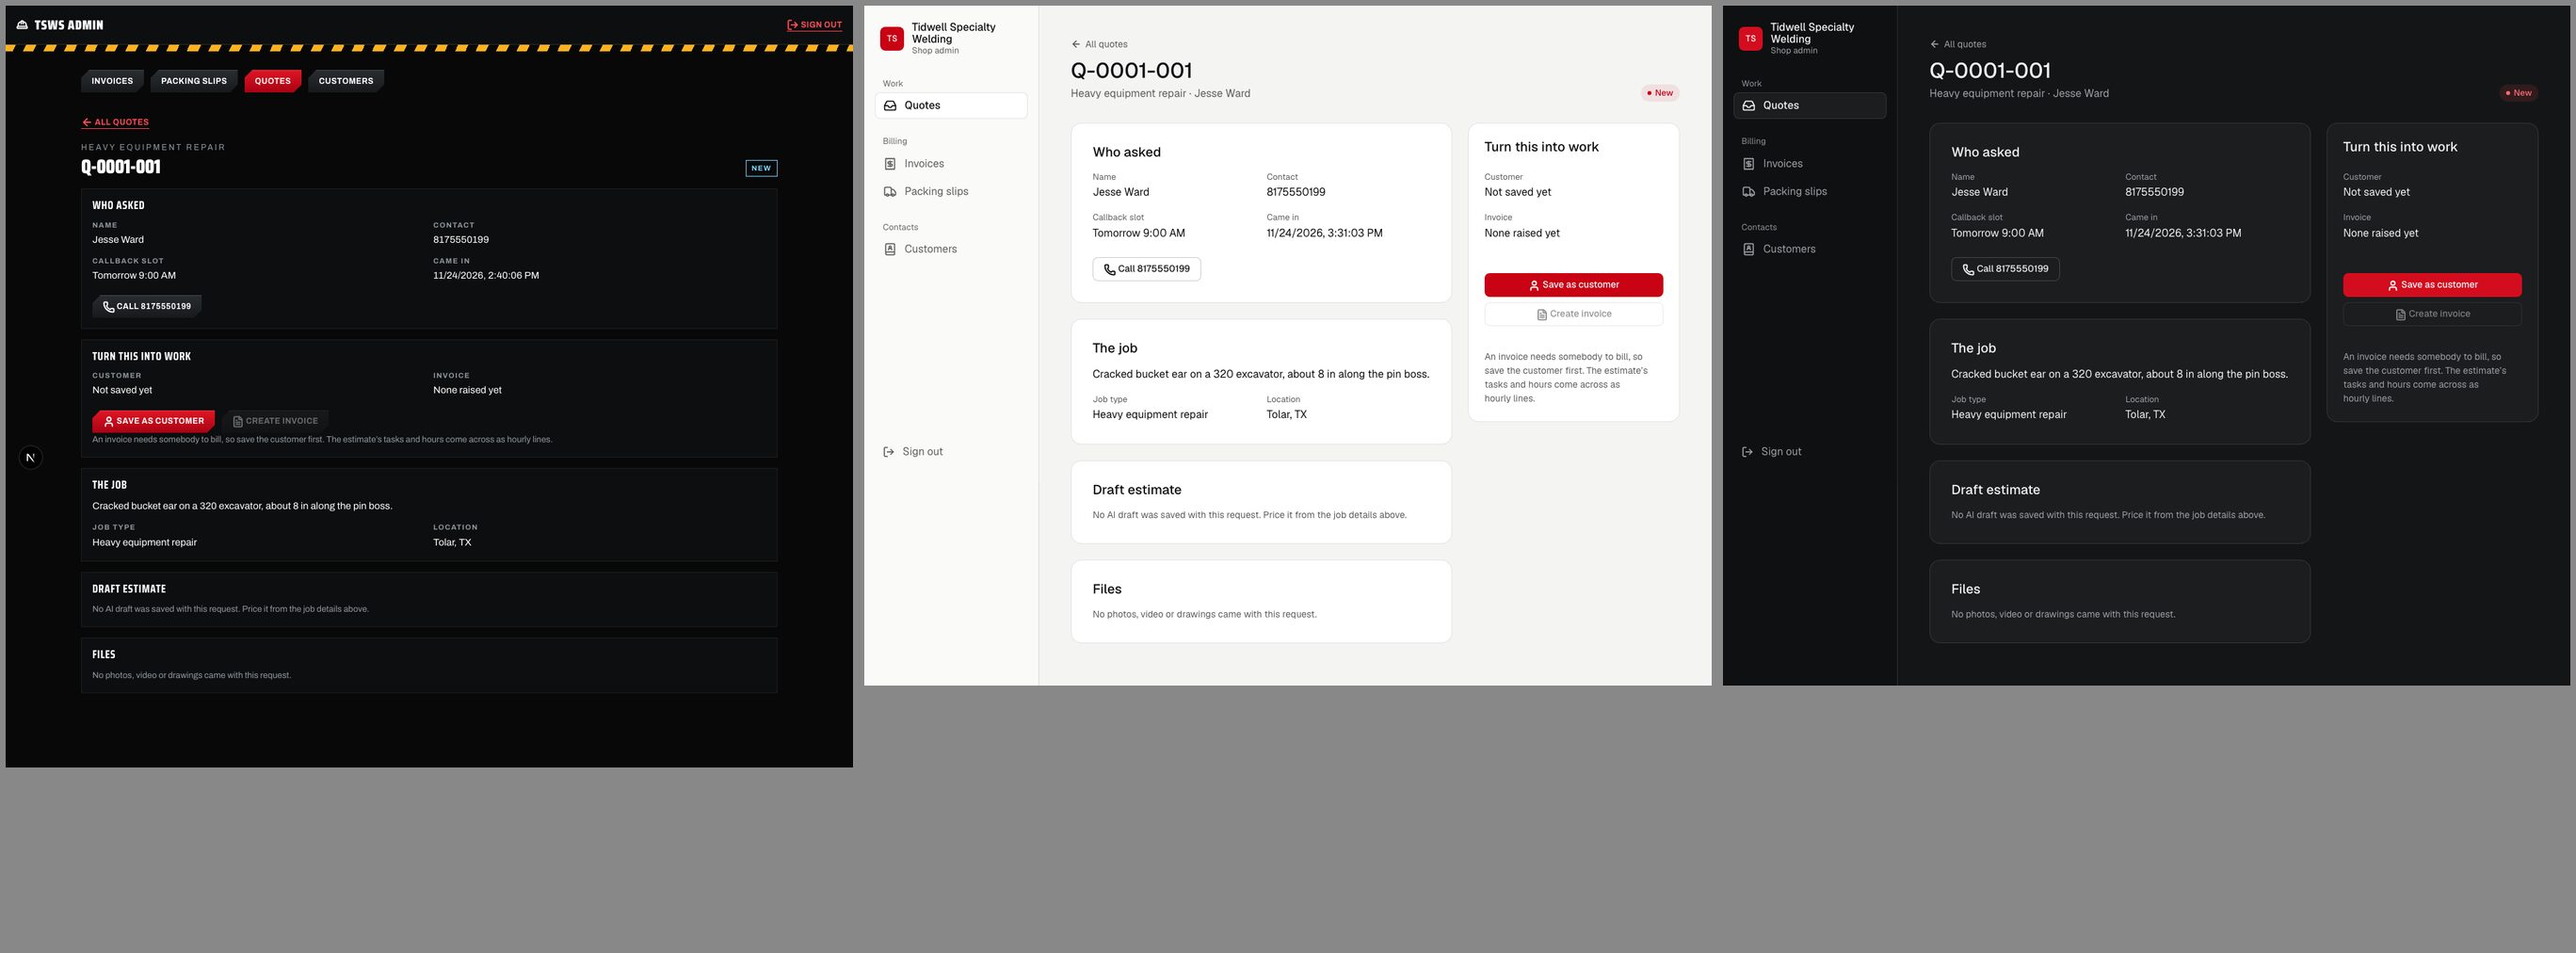 TSWS ADMIN
SIGN OUT
INVOICES
PACKING SLIPS
QUOTES
CUSTOMERS
ALL QUOTES
HEAVY EQUIPMENT REPAIR
Q-0001-001
NEW
WHO ASKED
NAME
CONTACT
Jesse Ward
8175550199
CALLBACK SLOT
CAME IN
Tomorrow 9:00 AM
11/24/2026, 2:40:06 PM
CALL 8175550199
TURN THIS INTO WORK
CUSTOMER
INVOICE
Not saved yet
None raised yet
SAVE AS CUSTOMER
CREATE INVOICE
An invoice needs somebody to bill, so save the customer first. The estimate's tasks and hours come across as hourly lines.
N
THE JOB
Cracked bucket ear on a 320 excavator, about 8 in along the pin boss.
JOB TYPE
LOCATION
Heavy equipment repair
Tolar, TX
DRAFT ESTIMATE
No AI draft was saved with this request. Price it from the job details above.
FILES
No photos, video or drawings came with this request.
TS
Tidwell Specialty
Welding
Shop admin
Work
Quotes
Billing
Invoices
Packing slips
Contacts
Customers
Sign out
All quotes
Q-0001-001
Heavy equipment repair · Jesse Ward
New
Who asked
Name
Contact
Jesse Ward
8175550199
Callback slot
Came in
Tomorrow 9:00 AM
11/24/2026, 3:31:03 PM
Call 8175550199
The job
Cracked bucket ear on a 320 excavator, about 8 in along the pin boss.
Job type
Location
Heavy equipment repair
Tolar, TX
Draft estimate
No AI draft was saved with this request. Price it from the job details above.
Files
No photos, video or drawings came with this request.
Turn this into work
Customer
Not saved yet
Invoice
None raised yet
Save as customer
Create invoice
An invoice needs somebody to bill, so
save the customer first. The estimate's
tasks and hours come across as
hourly lines.
TS
Tidwell Specialty
Welding
Shop admin
Work
Quotes
Billing
Invoices
Packing slips
Contacts
Customers
Sign out
All quotes
Q-0001-001
Heavy equipment repair · Jesse Ward
New
Who asked
Name
Contact
Jesse Ward
8175550199
Callback slot
Came in
Tomorrow 9:00 AM
11/24/2026, 3:31:03 PM
Call 8175550199
The job
Cracked bucket ear on a 320 excavator, about 8 in along the pin boss.
Job type
Location
Heavy equipment repair
Tolar, TX
Draft estimate
No AI draft was saved with this request. Price it from the job details above.
Files
No photos, video or drawings came with this request.
Turn this into work
Customer
Not saved yet
Invoice
None raised yet
Save as customer
Create invoice
An invoice needs somebody to bill, so
save the customer first. The estimate's
tasks and hours come across as
hourly lines.